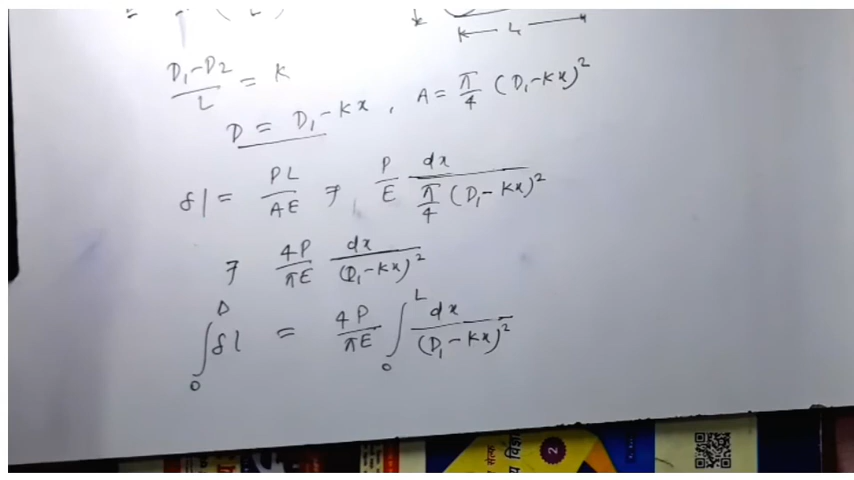 (D₁-D₂)/L = K
D = D₁-Kx, A = π/4 (D₁-Kx)²
δl = PL/AE ⇒ P/E dx/(π/4 (D₁-Kx)²)
⇒ 4P/πE dx/(D₁-Kx)²
∫₀^Δ δl = 4P/πE ∫₀^L dx/(D₁-Kx)²
K L
2